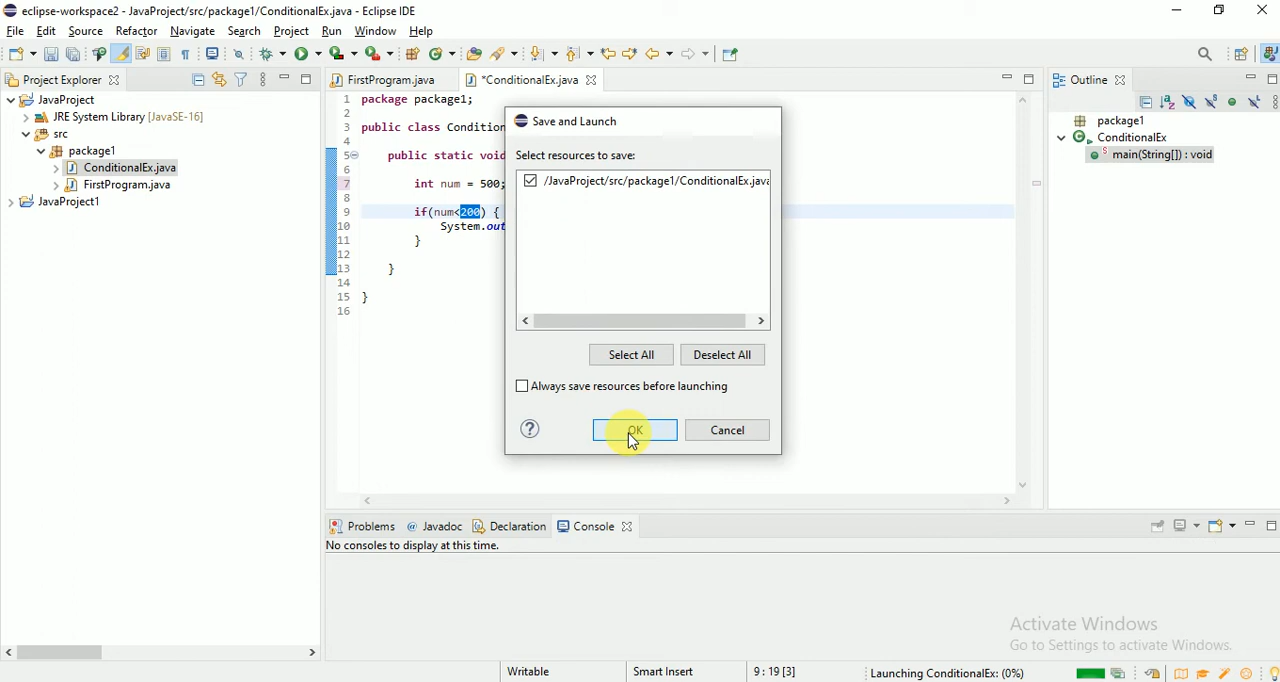 eclipse-workspace2 - JavaProject/src/package1/ConditionalEx.java - Eclipse IDE
File Edit Source Refactor Navigate Search Project Run Window Help
Project Explorer
JavaProject
JRE System Library [JavaSE-16]
src
package1
ConditionalEx.java
FirstProgram.java
JavaProject1
FirstProgram.java *ConditionalEx.java
1 package package1;
2
3 public class Condition
4
5 public static void
6
7 int num = 500;
8
9 if(num<200) {
10 System.out
11 }
12
13 }
14
15 }
16
Save and Launch
Select resources to save:
/JavaProject/src/package1/ConditionalEx.java
Select All Deselect All
Always save resources before launching
OK Cancel
Outline
package1
ConditionalEx
main(String[]) : void
Problems @ Javadoc Declaration Console
No consoles to display at this time.
Activate Windows
Go to Settings to activate Windows.
Writable Smart Insert 9 : 19 [3] Launching ConditionalEx: (0%)